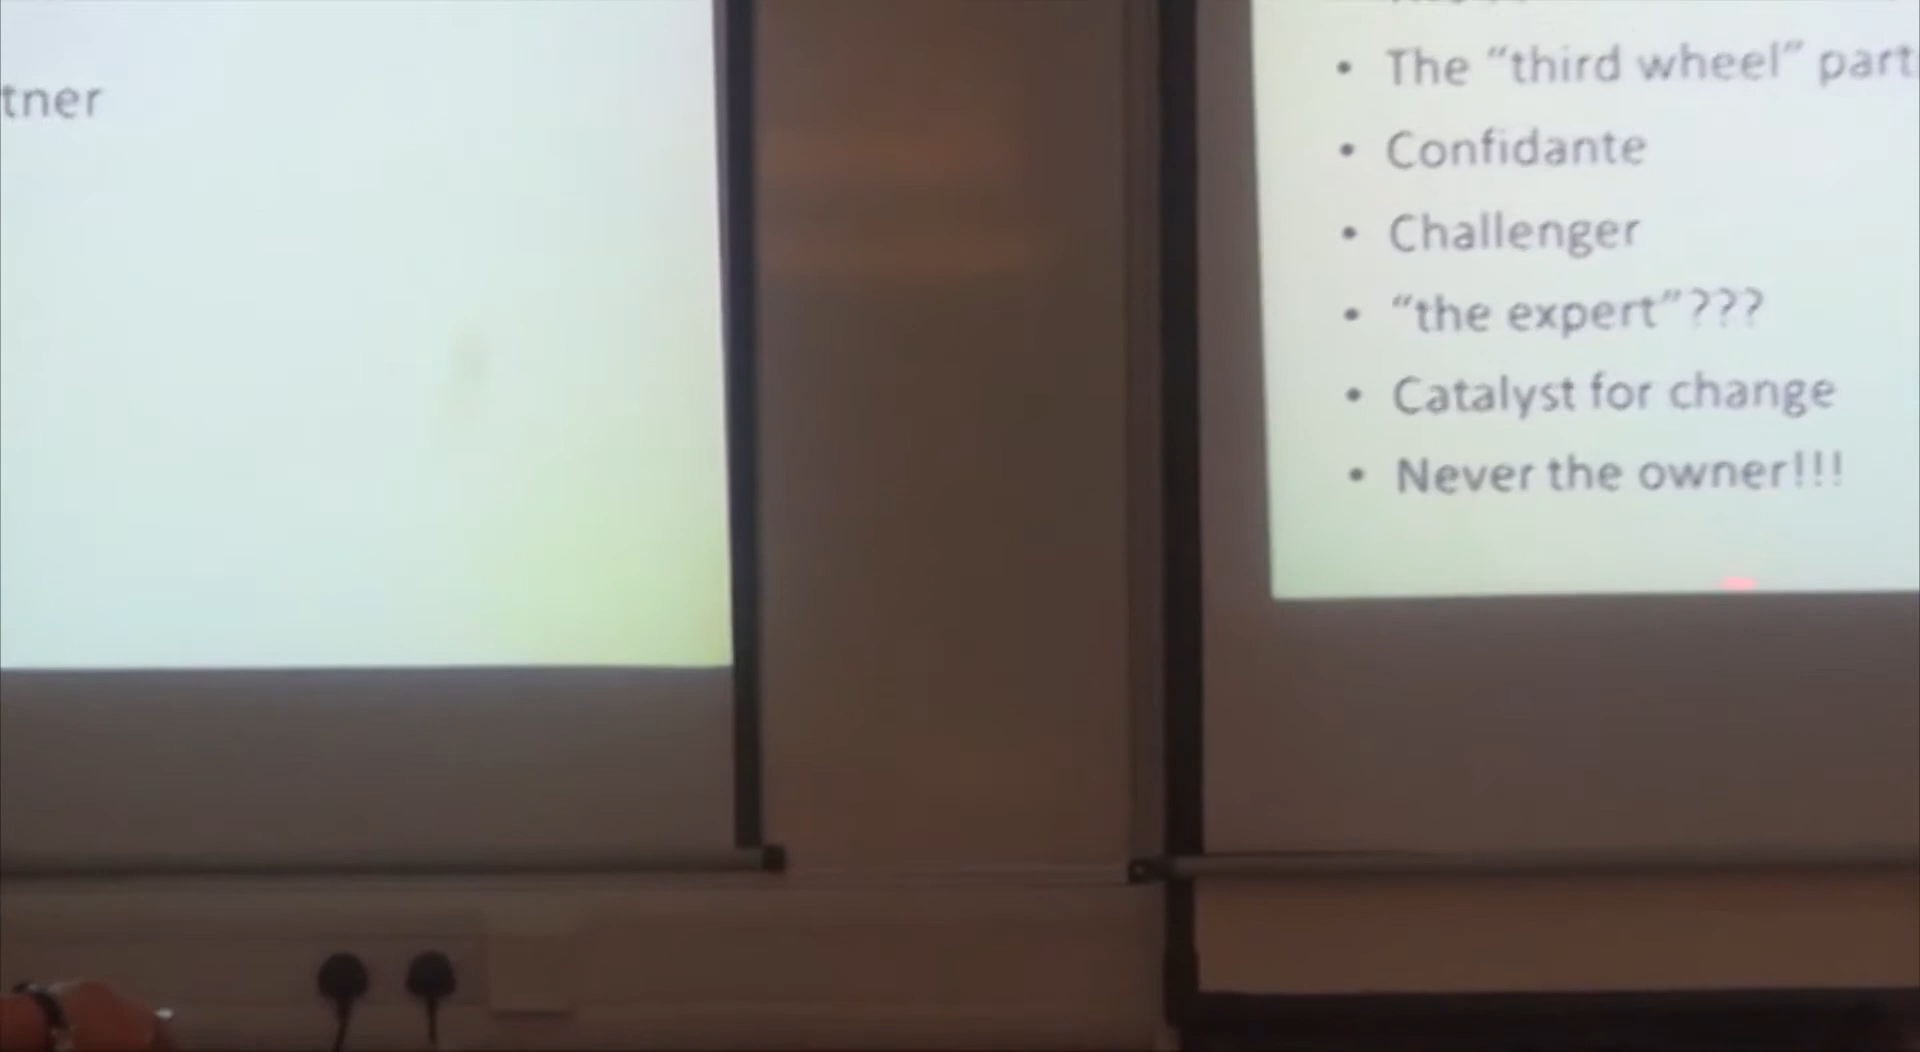 tner
• The “third wheel” part
• Confidante
• Challenger
• “the expert”???
• Catalyst for change
• Never the owner!!!